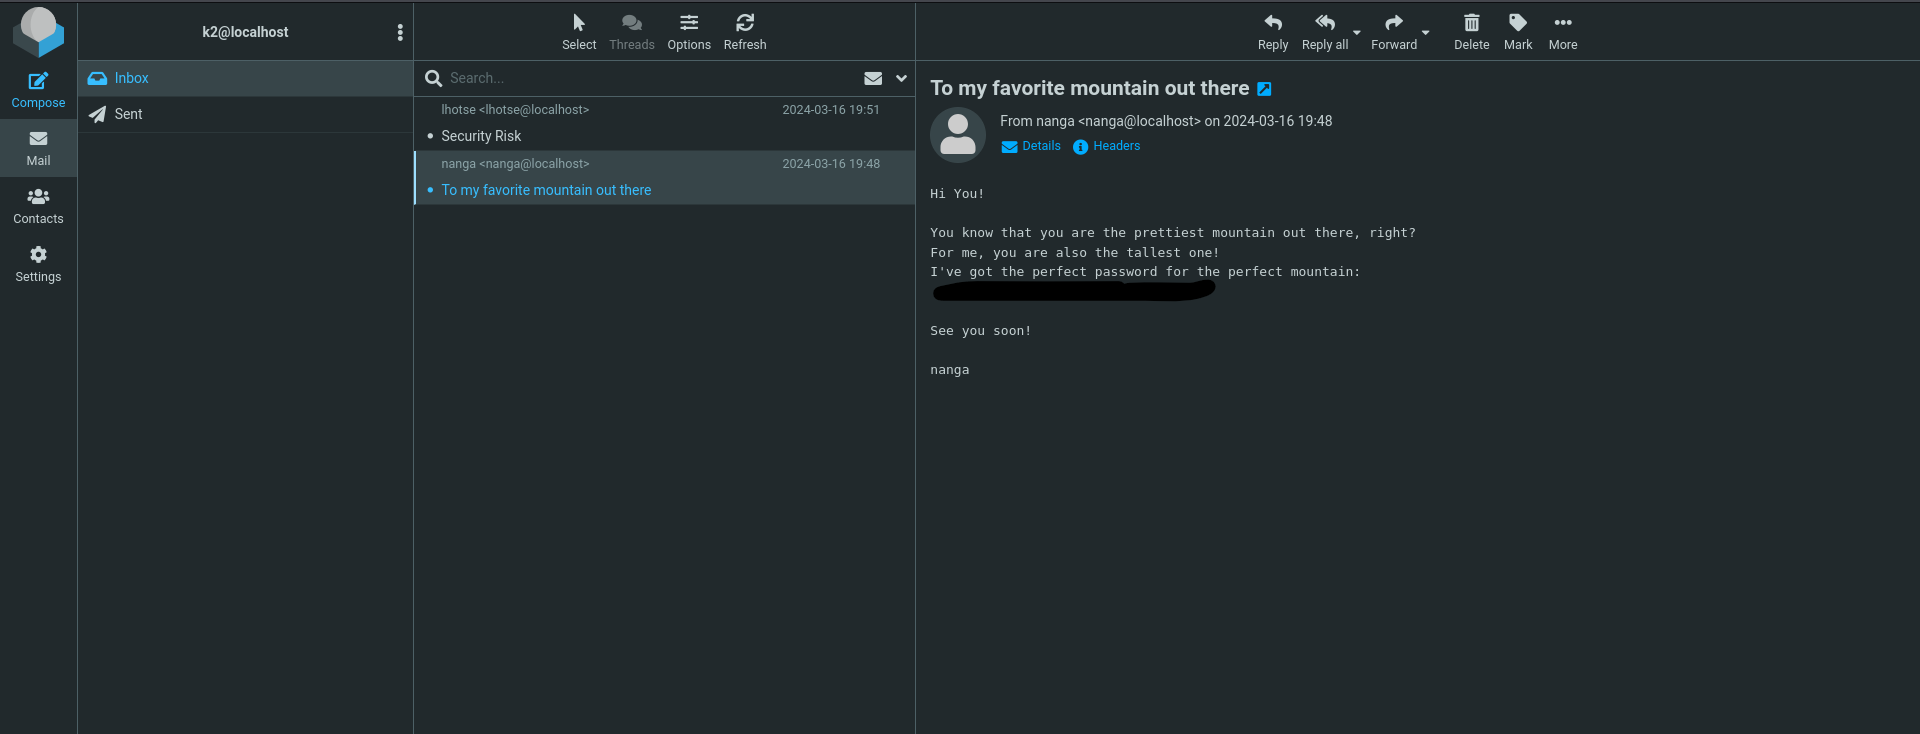 k2@localhost
Compose
Mail
Contacts
Settings
Inbox
Sent
Select
Threads
Options
Refresh
Search...
lhotse <lhotse@localhost> 2024-03-16 19:51
Security Risk
nanga <nanga@localhost> 2024-03-16 19:48
To my favorite mountain out there
Reply
Reply all
Forward
Delete
Mark
More
To my favorite mountain out there
From nanga <nanga@localhost> on 2024-03-16 19:48
Details Headers
Hi You!
You know that you are the prettiest mountain out there, right?
For me, you are also the tallest one!
I've got the perfect password for the perfect mountain:
See you soon!
nanga